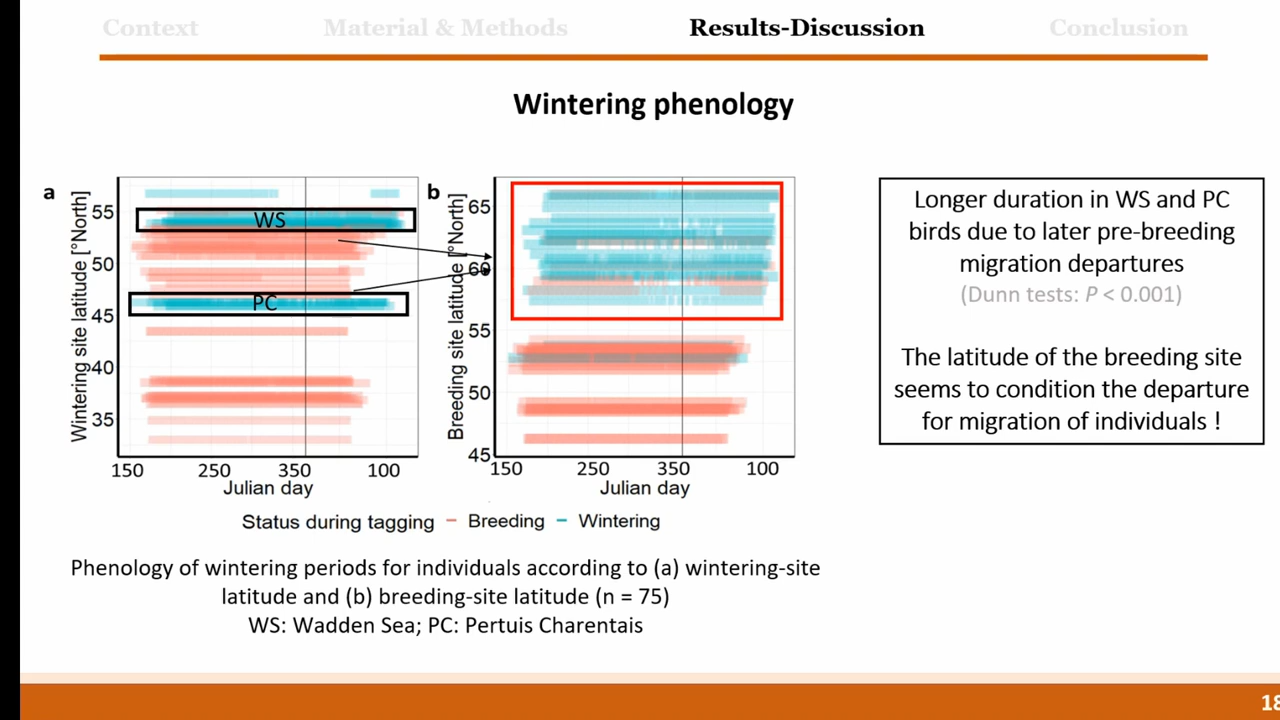 Context Material & Methods Results-Discussion Conclusion
Wintering phenology
a
Wintering site latitude [°North]
55
50
45
40
35
WS
PC
150 250 350 100
Julian day
b
Breeding site latitude [°North]
65
60
55
50
45
150 250 350 100
Julian day
Status during tagging Breeding Wintering
Phenology of wintering periods for individuals according to (a) wintering-site
latitude and (b) breeding-site latitude (n = 75)
WS: Wadden Sea; PC: Pertuis Charentais
Longer duration in WS and PC
birds due to later pre-breeding
migration departures
(Dunn tests: P < 0.001)
The latitude of the breeding site
seems to condition the departure
for migration of individuals !
18